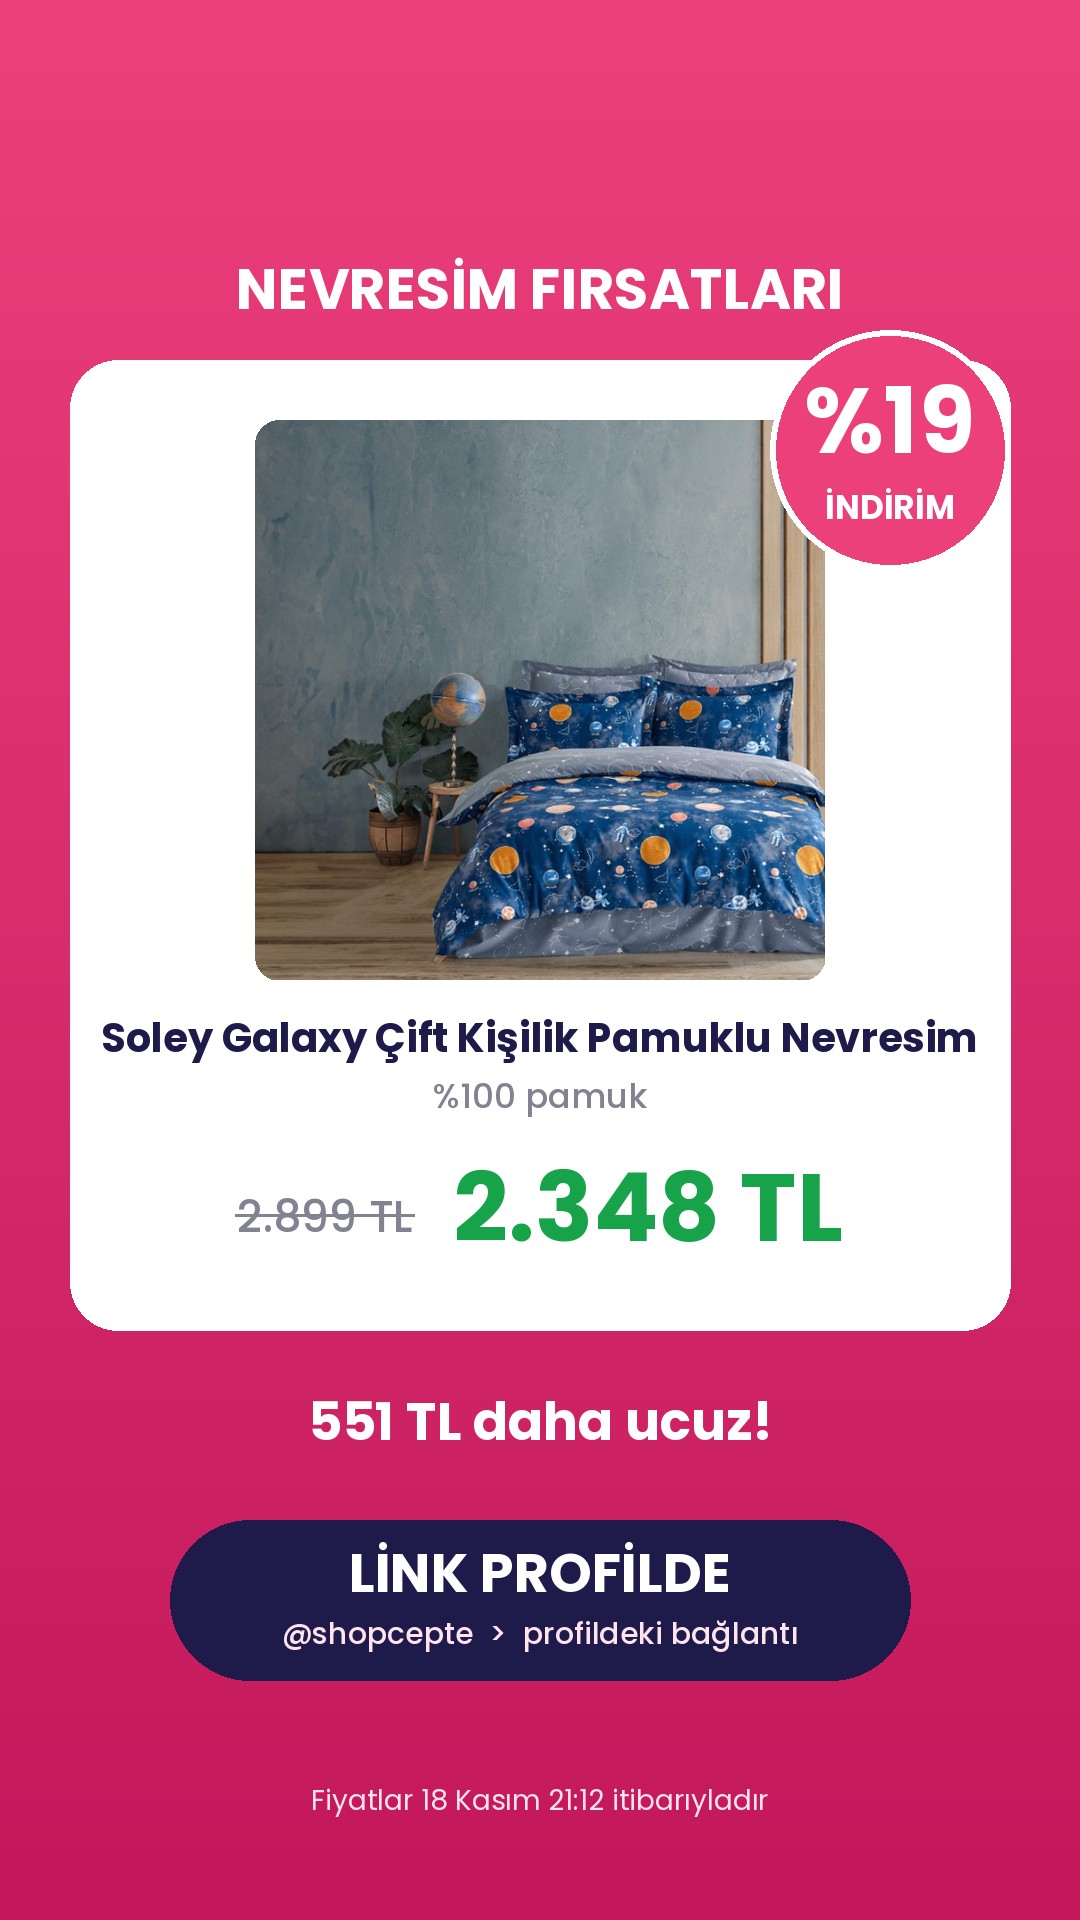 NEVRESİM FIRSATLARI
%19
İNDİRİM
Soley Galaxy Çift Kişilik Pamuklu Nevresim
%100 pamuk
2.899 TL 2.348 TL
551 TL daha ucuz!
LİNK PROFİLDE
@shopcepte > profildeki bağlantı
Fiyatlar 18 Kasım 21:12 itibarıyladır